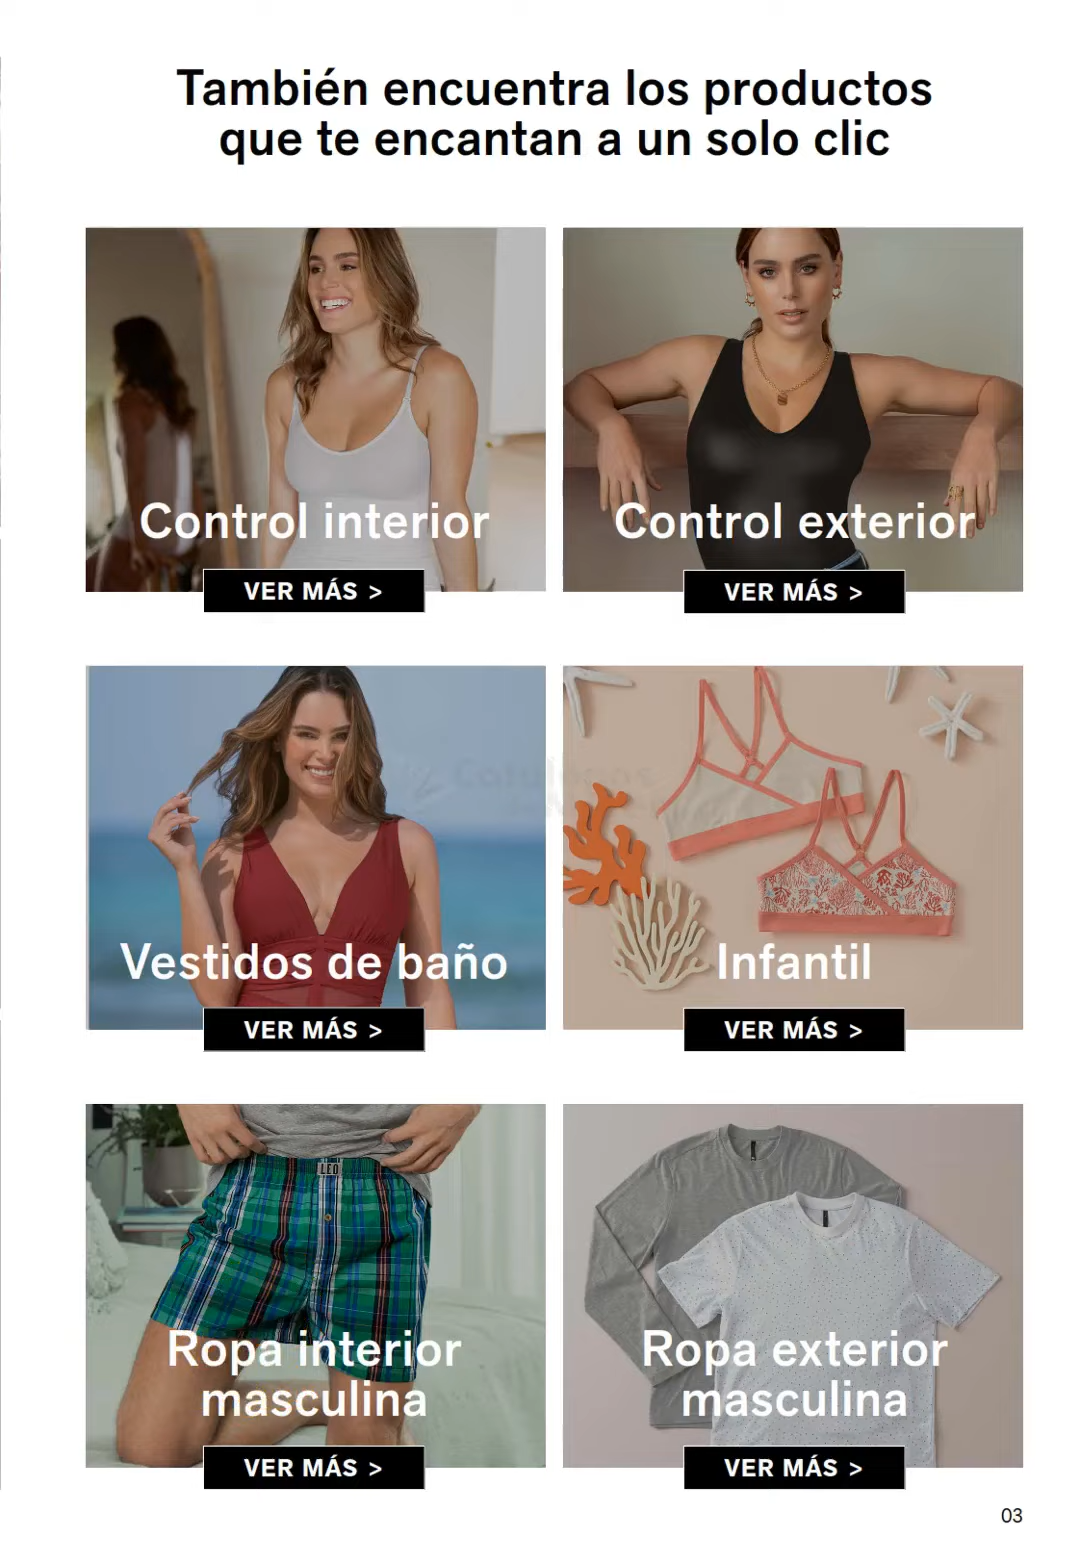 También encuentra los productos
que te encantan a un solo clic
Control interior
VER MÁS >
Control exterior
VER MÁS >
Vestidos de baño
VER MÁS >
Infantil
VER MÁS >
LEO
Ropa interior
masculina
VER MÁS >
Ropa exterior
masculina
VER MÁS >
03